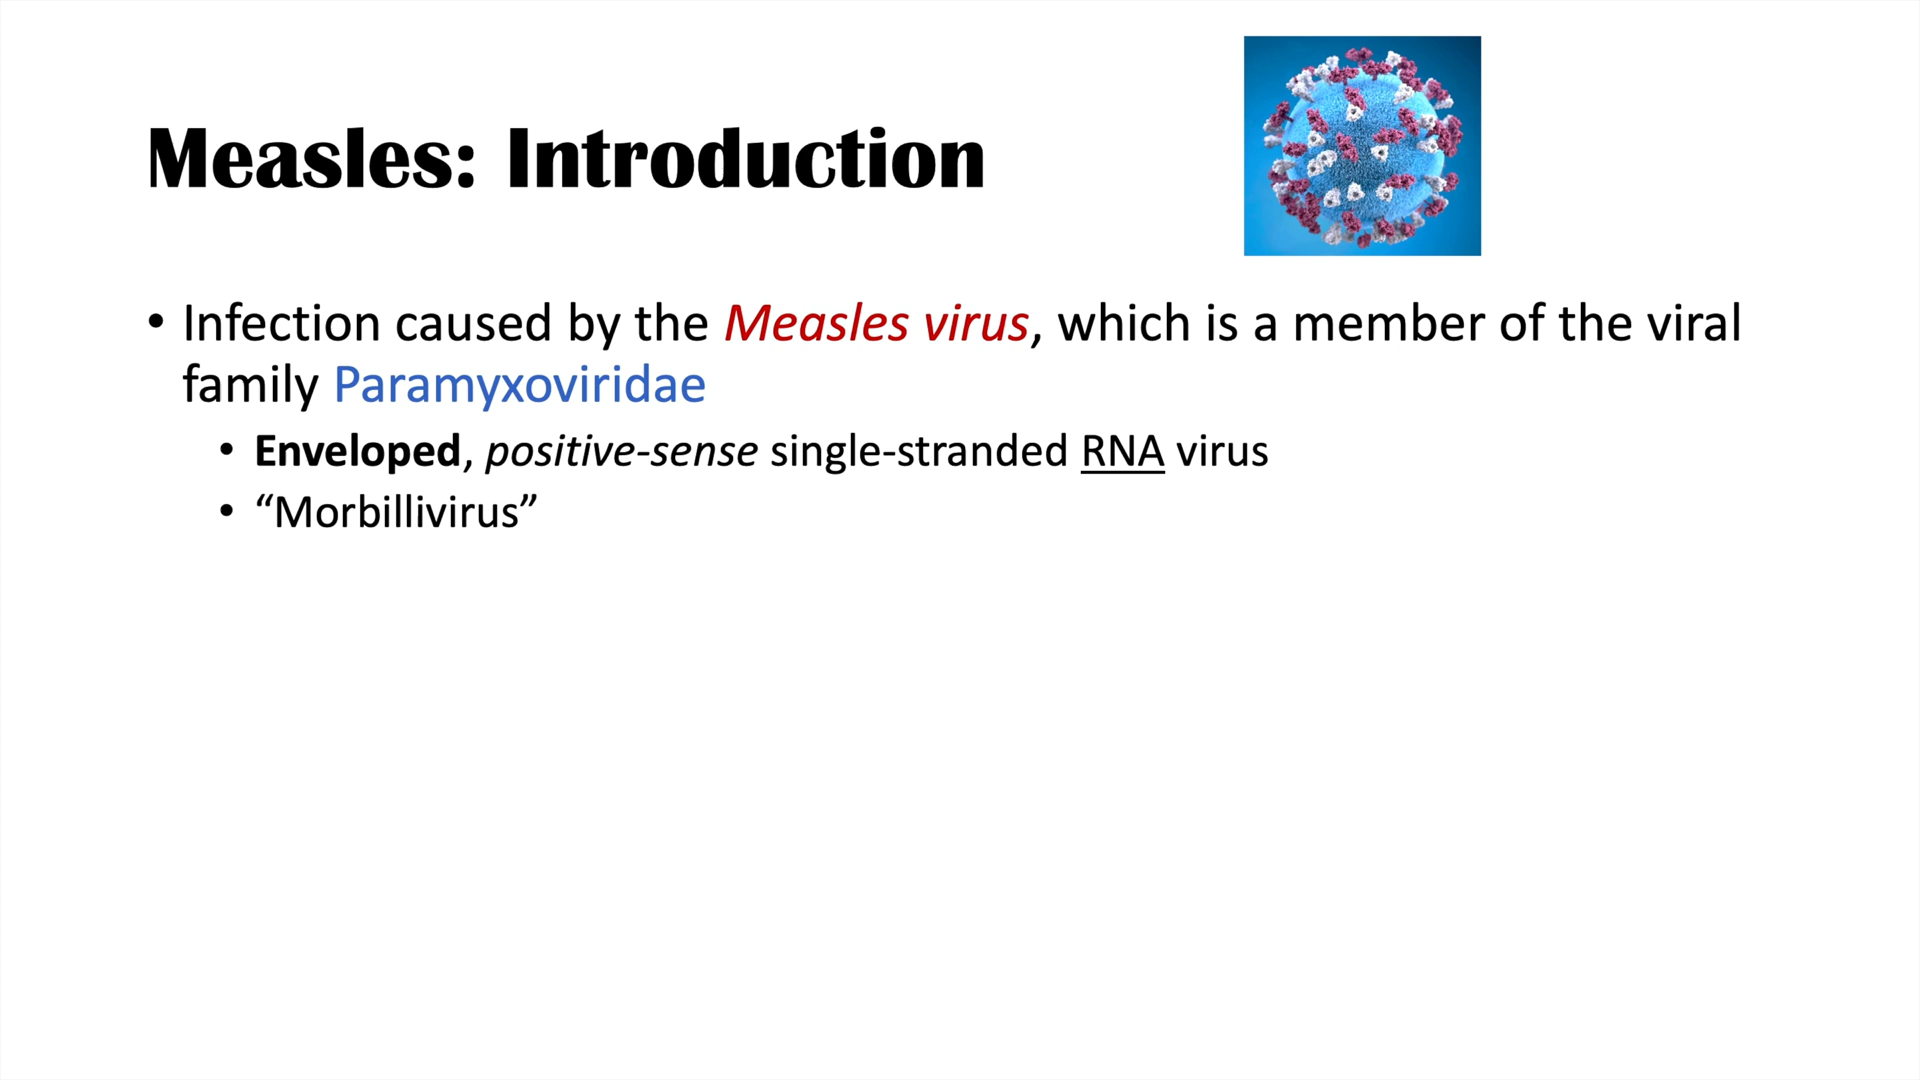 Measles: Introduction
• Infection caused by the Measles virus, which is a member of the viral
family Paramyxoviridae
• Enveloped, positive-sense single-stranded RNA virus
• “Morbillivirus”